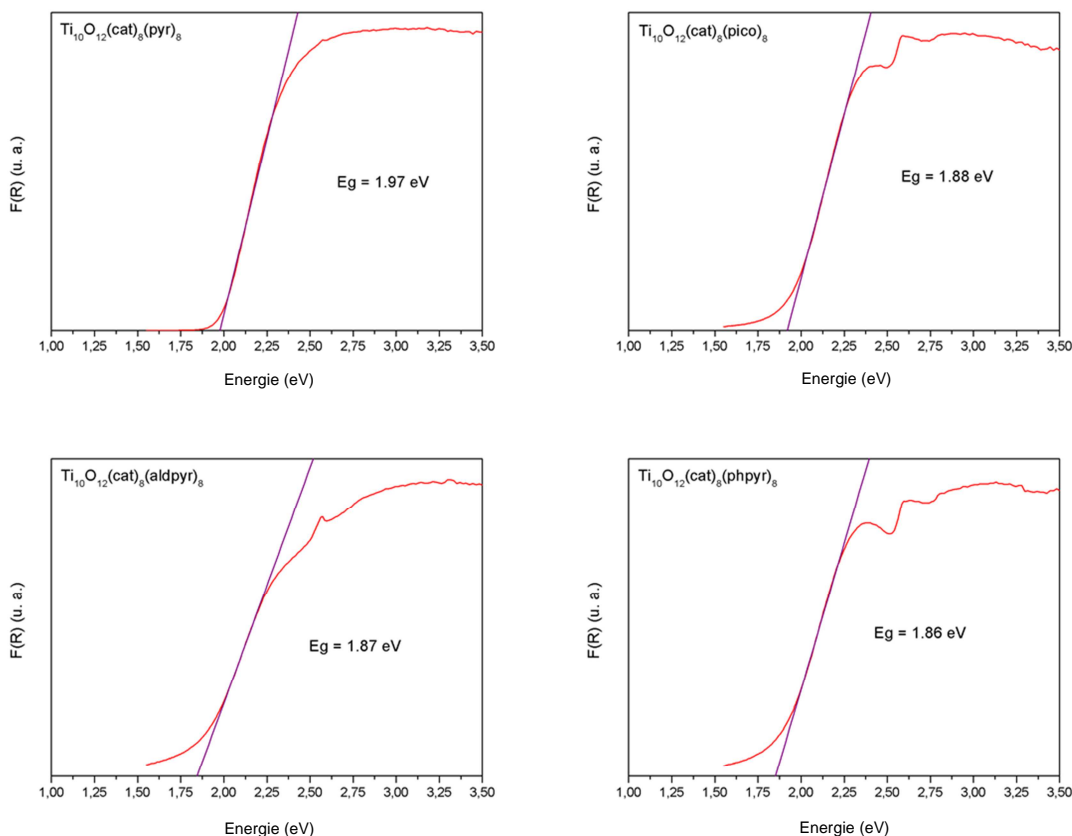 Ti₁₀O₁₂(cat)₈(pyr)₈
F(R) (u. a.)
Eg = 1.97 eV
1,00 1,25 1,50 1,75 2,00 2,25 2,50 2,75 3,00 3,25 3,50
Energie (eV)
Ti₁₀O₁₂(cat)₈(pico)₈
F(R) (u. a.)
Eg = 1.88 eV
1,00 1,25 1,50 1,75 2,00 2,25 2,50 2,75 3,00 3,25 3,50
Energie (eV)
Ti₁₀O₁₂(cat)₈(aldpyr)₈
F(R) (u. a.)
Eg = 1.87 eV
1,00 1,25 1,50 1,75 2,00 2,25 2,50 2,75 3,00 3,25 3,50
Energie (eV)
Ti₁₀O₁₂(cat)₈(phpyr)₈
F(R) (u. a.)
Eg = 1.86 eV
1,00 1,25 1,50 1,75 2,00 2,25 2,50 2,75 3,00 3,25 3,50
Energie (eV)